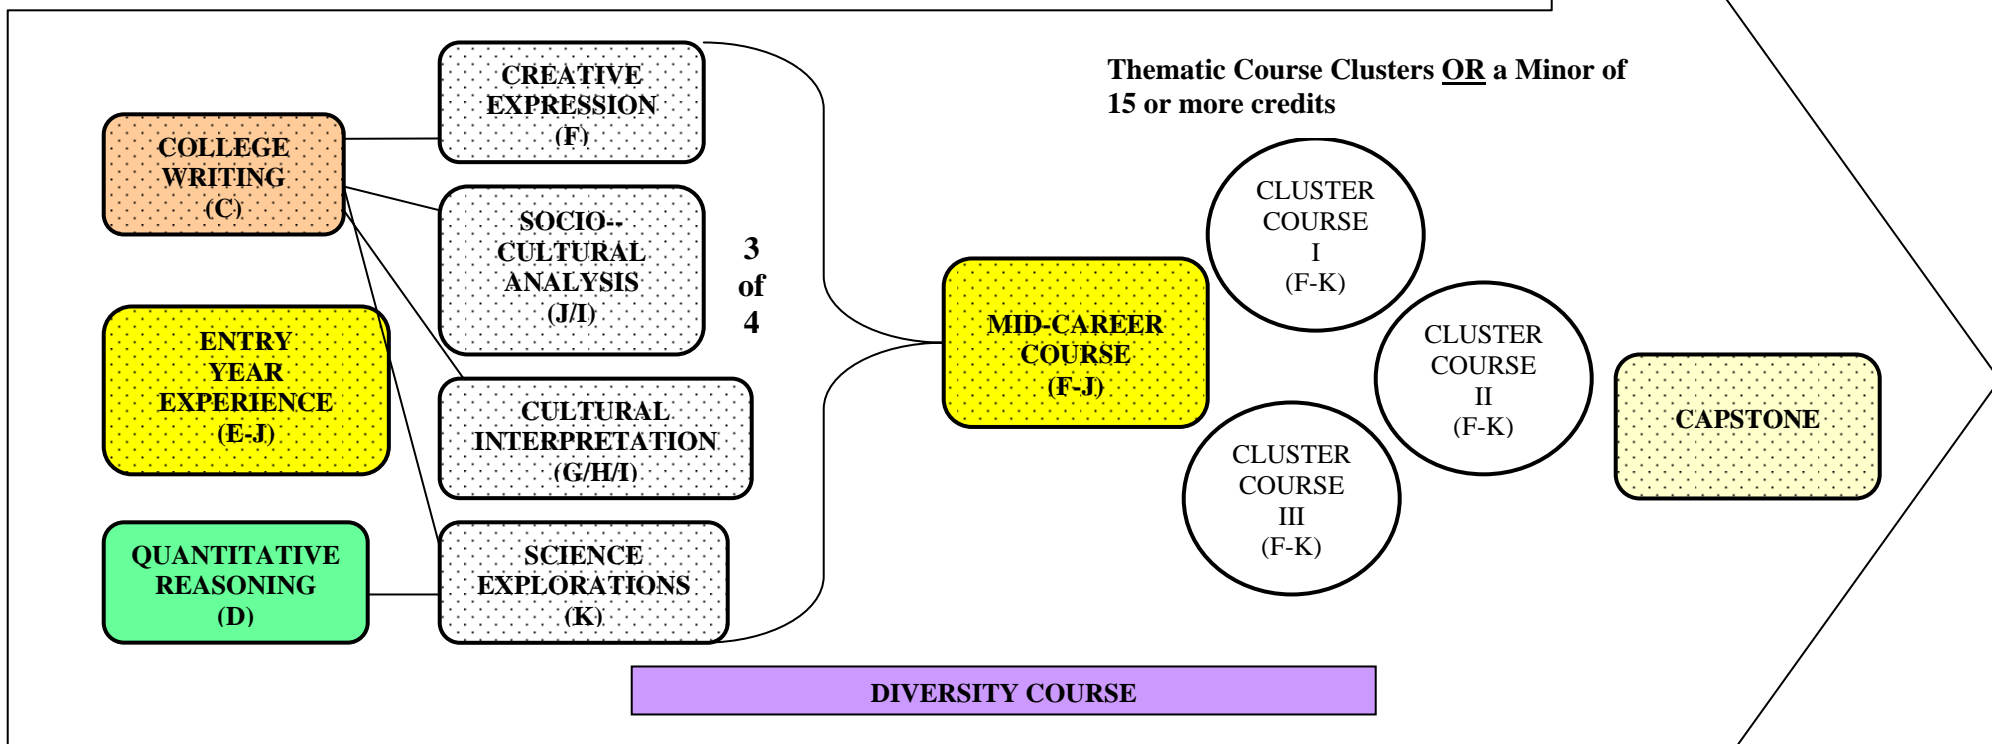 Thematic Course Clusters OR a Minor of
15 or more credits
COLLEGE
WRITING
(C)
ENTRY
YEAR
EXPERIENCE
(E-J)
QUANTITATIVE
REASONING
(D)
CREATIVE
EXPRESSION
(F)
SOCIO--
CULTURAL
ANALYSIS
(J/I)
CULTURAL
INTERPRETATION
(G/H/I)
SCIENCE
EXPLORATIONS
(K)
3
of
4
MID-CAREER
COURSE
(F-J)
CLUSTER
COURSE
I
(F-K)
CLUSTER
COURSE
II
(F-K)
CLUSTER
COURSE
III
(F-K)
CAPSTONE
DIVERSITY COURSE